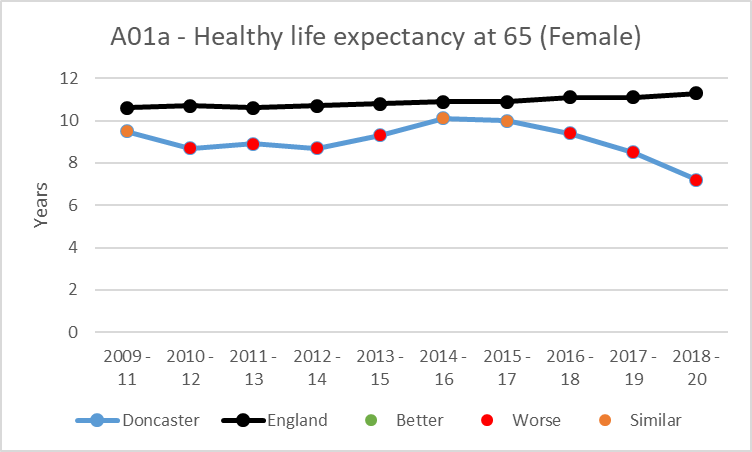 A01a - Healthy life expectancy at 65 (Female)
Years
12
10
8
6
4
2
0
2009 - 2010 - 2011 - 2012 - 2013 - 2014 - 2015 - 2016 - 2017 - 2018 -
11 12 13 14 15 16 17 18 19 20
Doncaster England Better Worse Similar